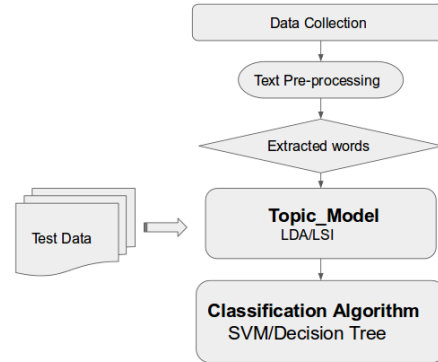 Data Collection
Text Pre-processing
Extracted words
Topic_Model
LDA/LSI
Test Data
Classification Algorithm
SVM/Decision Tree